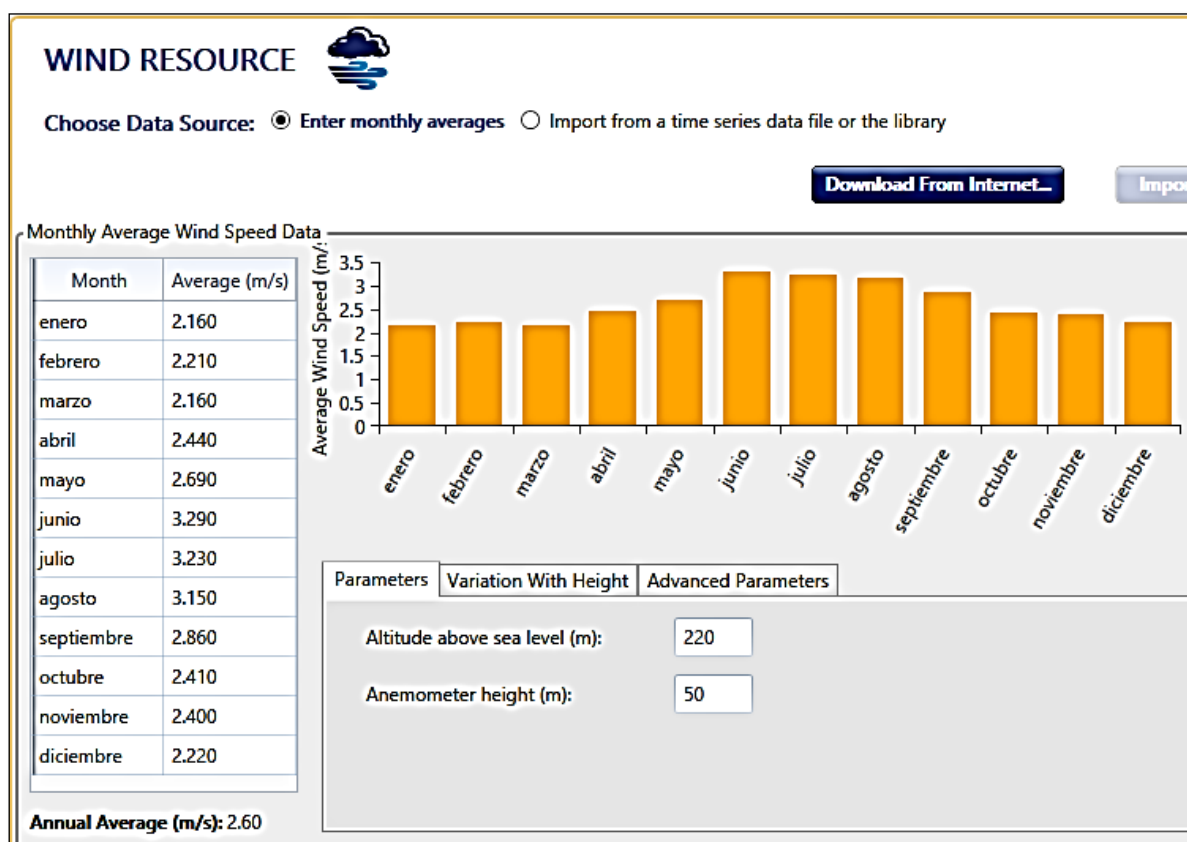 WIND RESOURCE
Choose Data Source: Enter monthly averages Import from a time series data file or the library
Download From Internet...
Monthly Average Wind Speed Data
Month Average (m/s)
enero 2.160
febrero 2.210
marzo 2.160
abril 2.440
mayo 2.690
junio 3.290
julio 3.230
agosto 3.150
septiembre 2.860
octubre 2.410
noviembre 2.400
diciembre 2.220
Annual Average (m/s): 2.60
Average Wind Speed (m/
3.5
3
2.5
2
1.5
1
0.5
0
enero
febrero
marzo
abril
mayo
junio
julio
agosto
septiembre
octubre
noviembre
diciembre
Parameters Variation With Height Advanced Parameters
Altitude above sea level (m): 220
Anemometer height (m): 50